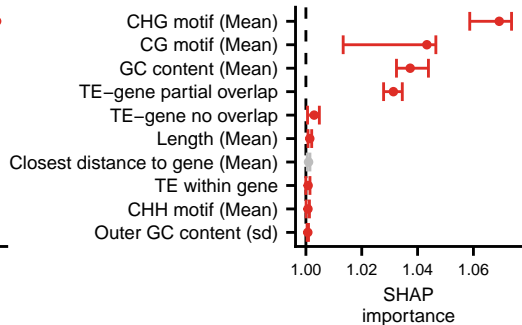 CHG motif (Mean)
CG motif (Mean)
GC content (Mean)
TE−gene partial overlap
TE−gene no overlap
Length (Mean)
Closest distance to gene (Mean)
TE within gene
CHH motif (Mean)
Outer GC content (sd)
1.00 1.02 1.04 1.06
SHAP
importance